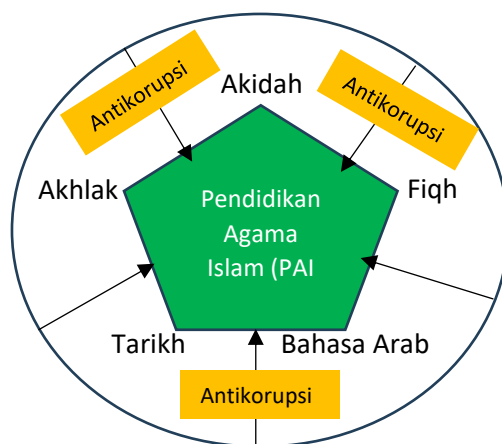 Antikorupsi
Akidah
Antikorupsi
Akhlak
Fiqh
Pendidikan
Agama
Islam (PAI
Tarikh
Bahasa Arab
Antikorupsi